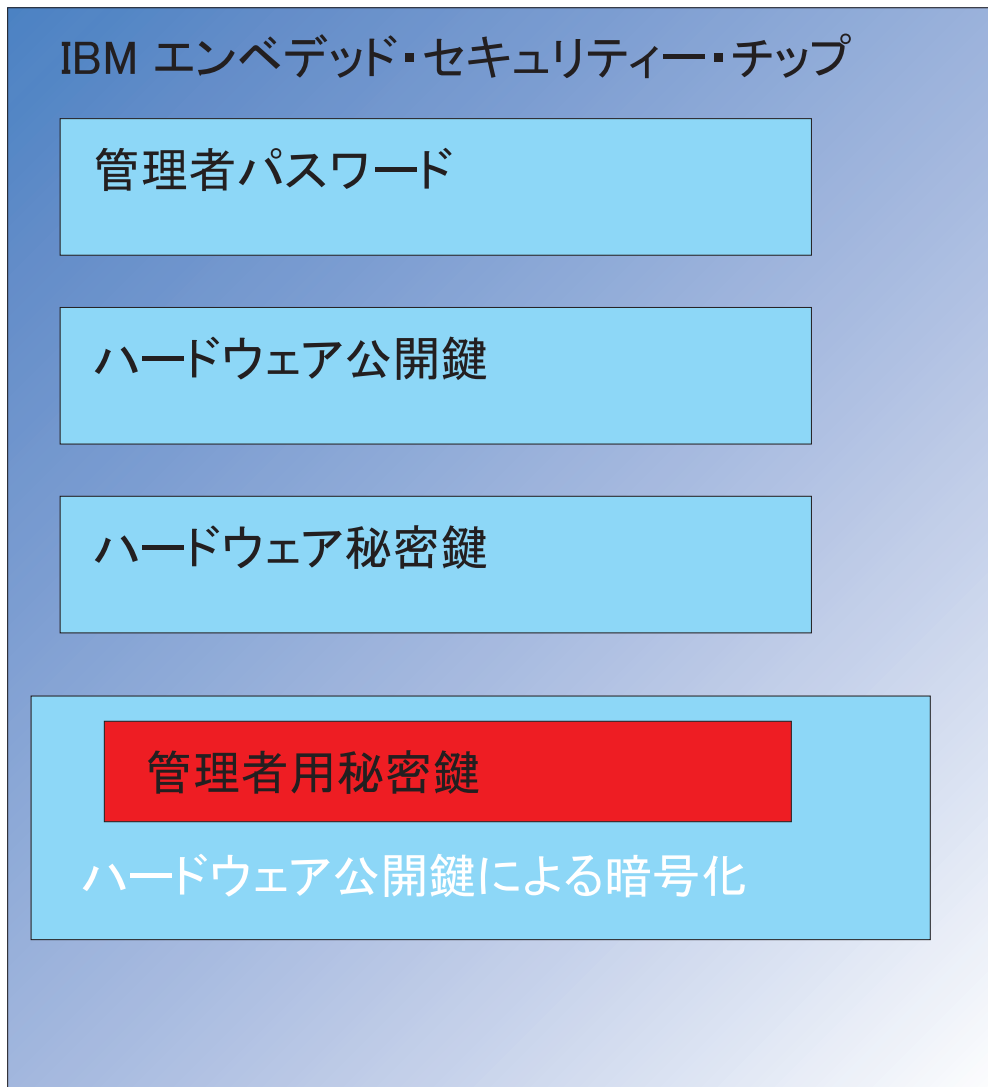 IBM エンベデッド・セキュリティー・チップ
管理者パスワード
ハードウェア公開鍵
ハードウェア秘密鍵
管理者用秘密鍵
ハードウェア公開鍵による暗号化